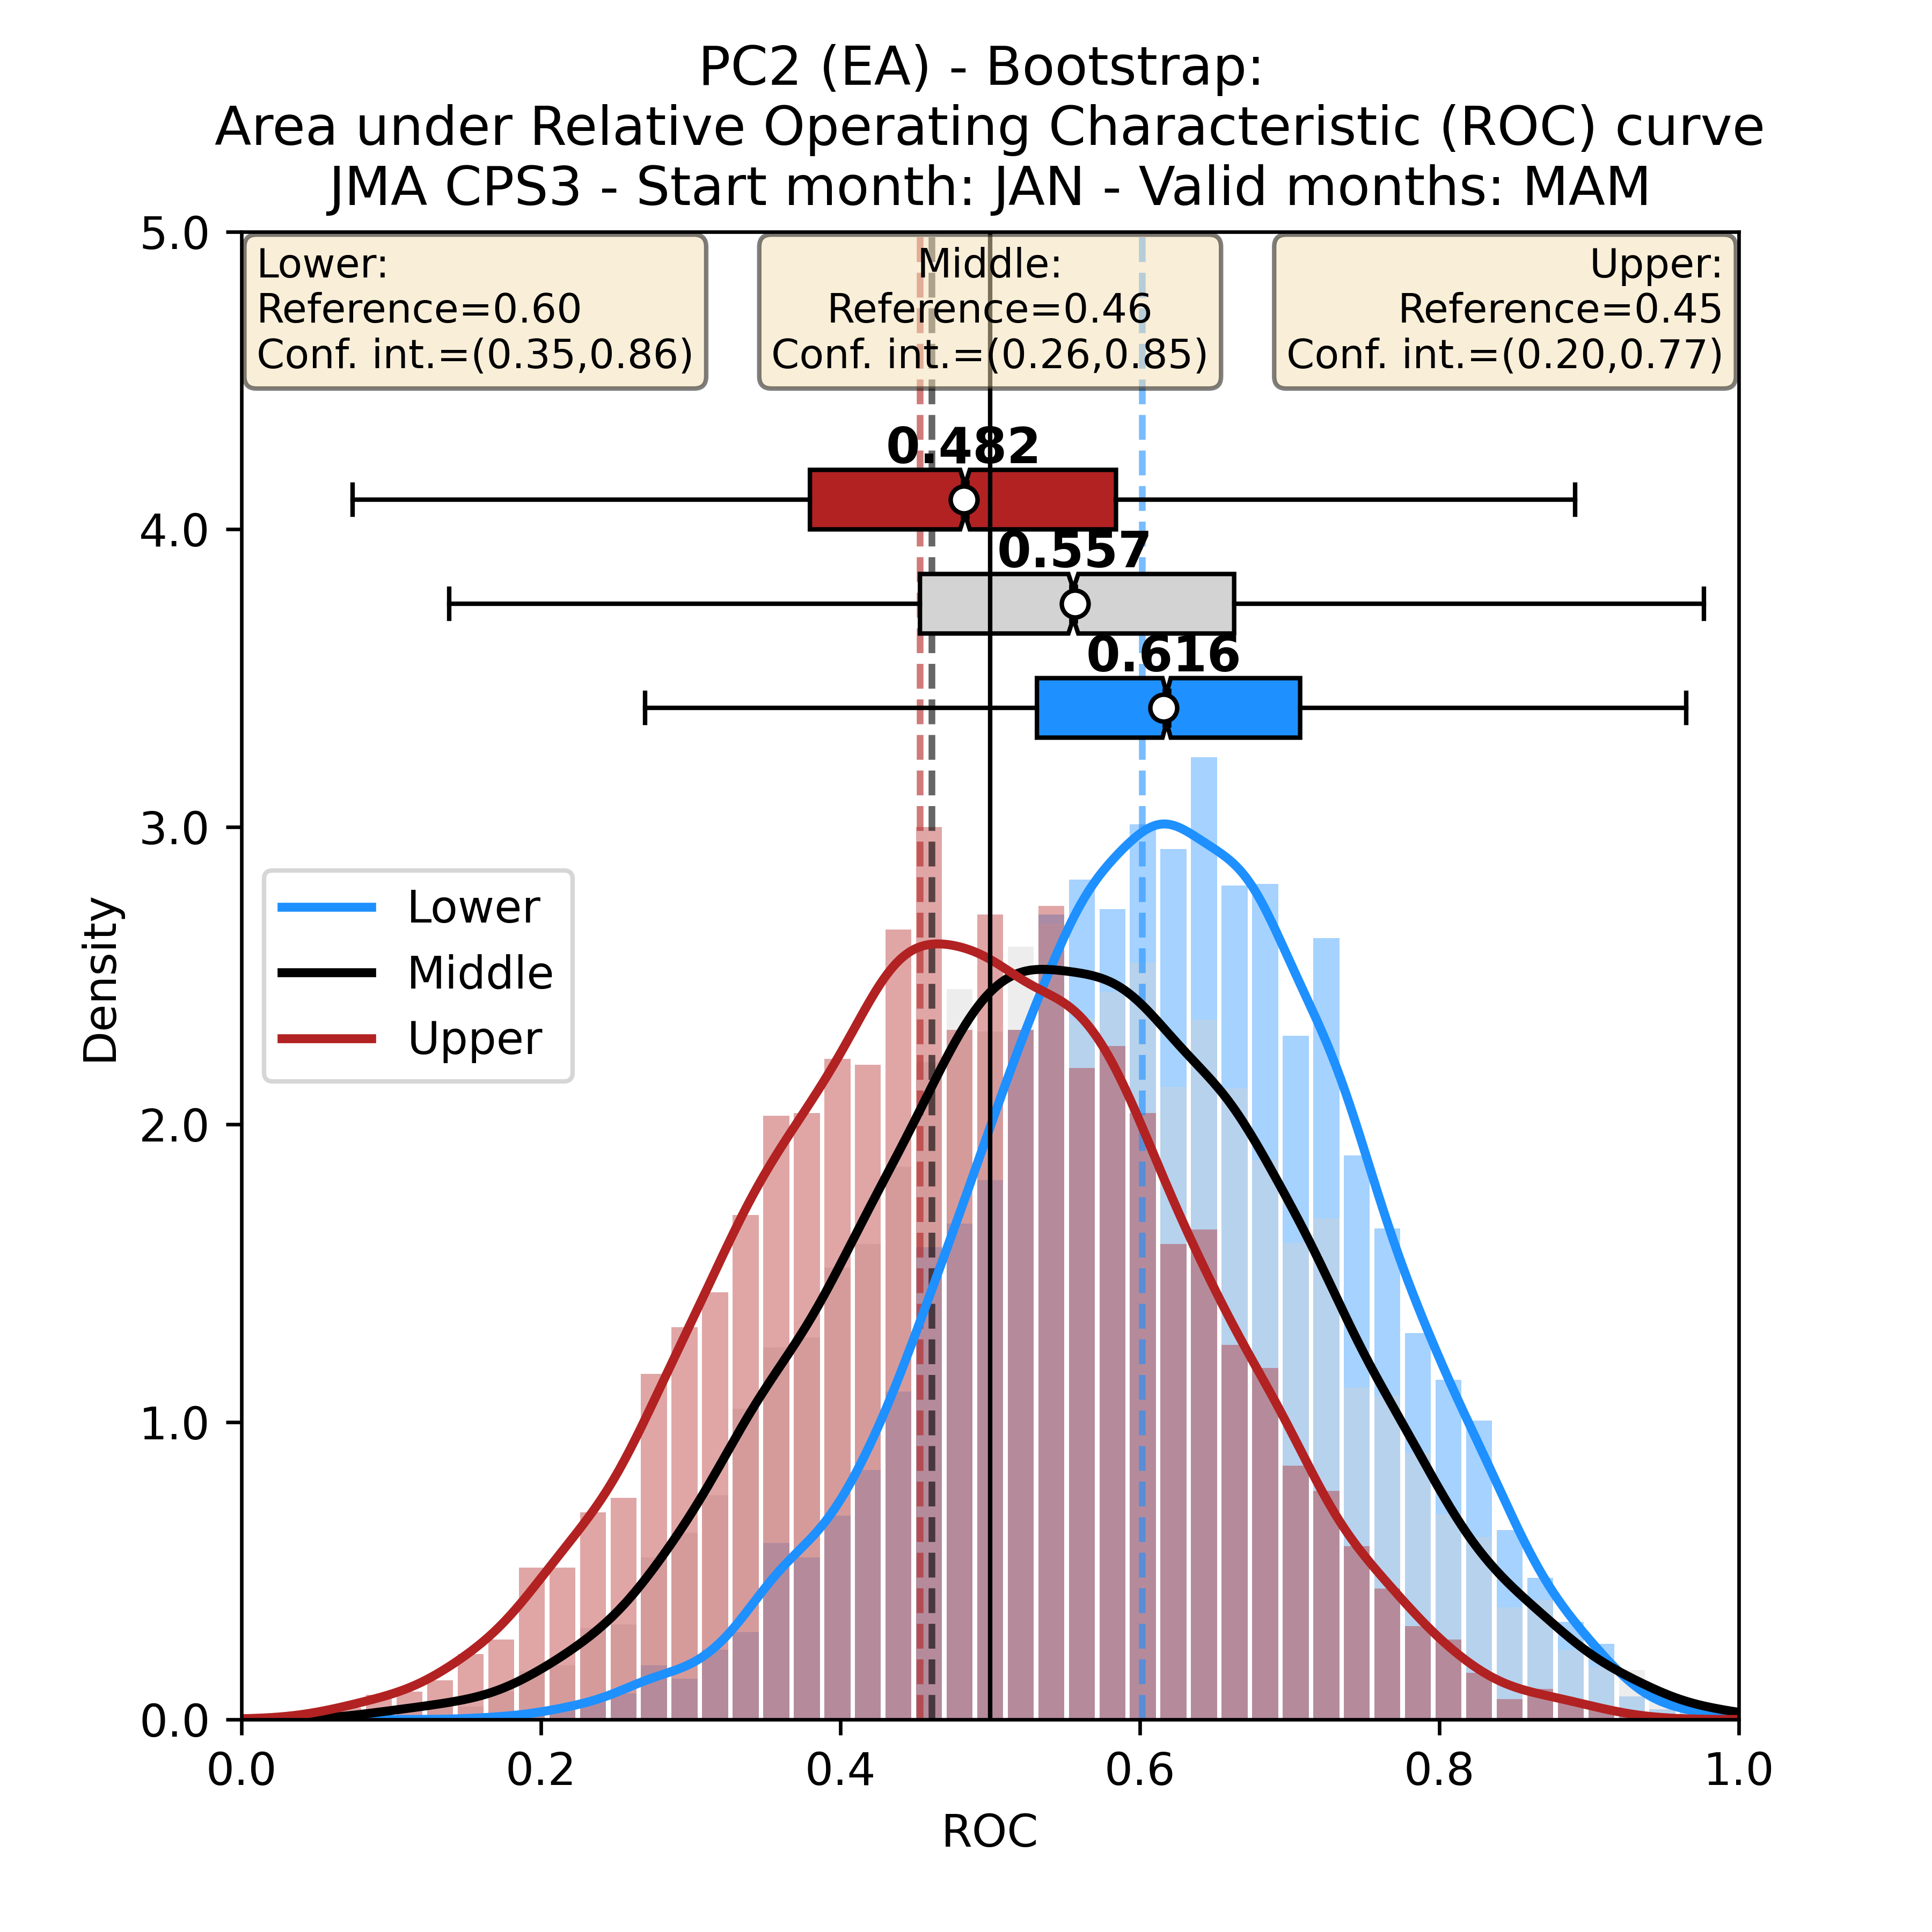 PC2 (EA) - Bootstrap:
Area under Relative Operating Characteristic (ROC) curve
JMA CPS3 - Start month: JAN - Valid months: MAM
Lower:
Reference=0.60
Conf. int.=(0.35,0.86)
Middle:
Reference=0.46
Conf. int.=(0.26,0.85)
Upper:
Reference=0.45
Conf. int.=(0.20,0.77)
0.482
0.557
0.616
Lower
Middle
Upper
Density
5.0
4.0
3.0
2.0
1.0
0.0
0.0
0.2
0.4
0.6
0.8
1.0
ROC